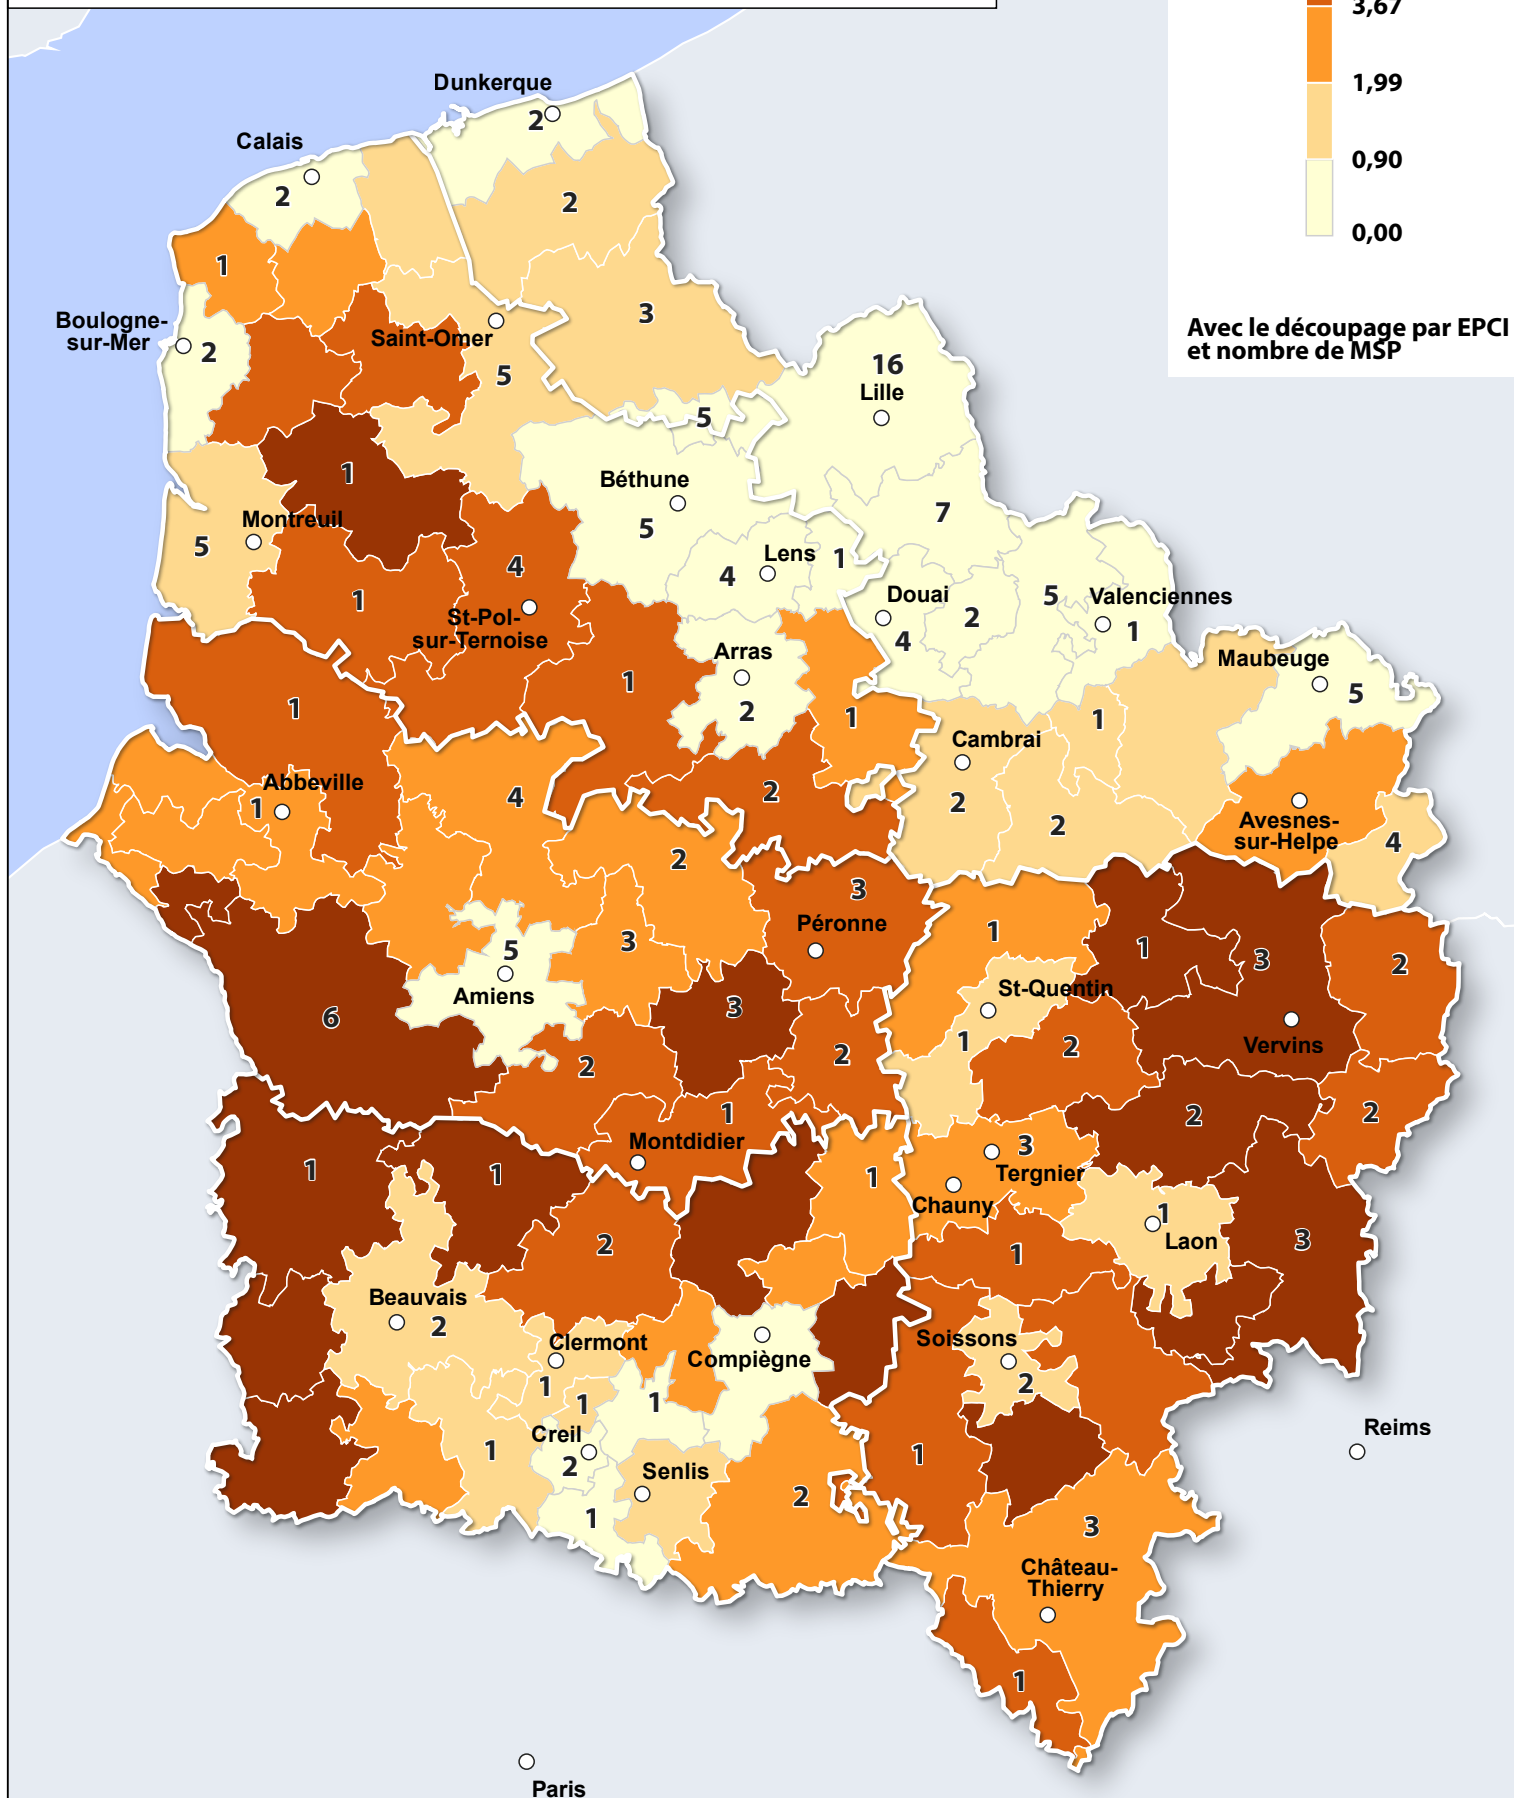 3,67
1,99
0,90
0,00
Avec le découpage par EPCI
et nombre de MSP
Dunkerque
2
Calais
2
2
1
3
Boulogne-
sur-Mer
2
Saint-Omer
5
16
Lille
5
1
Béthune
5
7
Montreuil
5
4
Lens
1
4
1
St-Pol-
sur-Ternoise
Douai
4
2
5
Valenciennes
1
Arras
2
1
Maubeuge
5
1
1
1
Cambrai
2
Abbeville
1
4
2
2
Avesnes-
sur-Helpe
4
2
3
Péronne
1
1
3
2
5
Amiens
3
6
3
St-Quentin
1
2
Vervins
2
2
1
2
2
Montdidier
3
Tergnier
Chauny
1
1
1
1
Laon
3
2
1
Beauvais
2
Clermont
1
Compiègne
Soissons
2
1
1
Creil
2
1
Senlis
1
2
1
Reims
3
Château-
Thierry
1
Paris